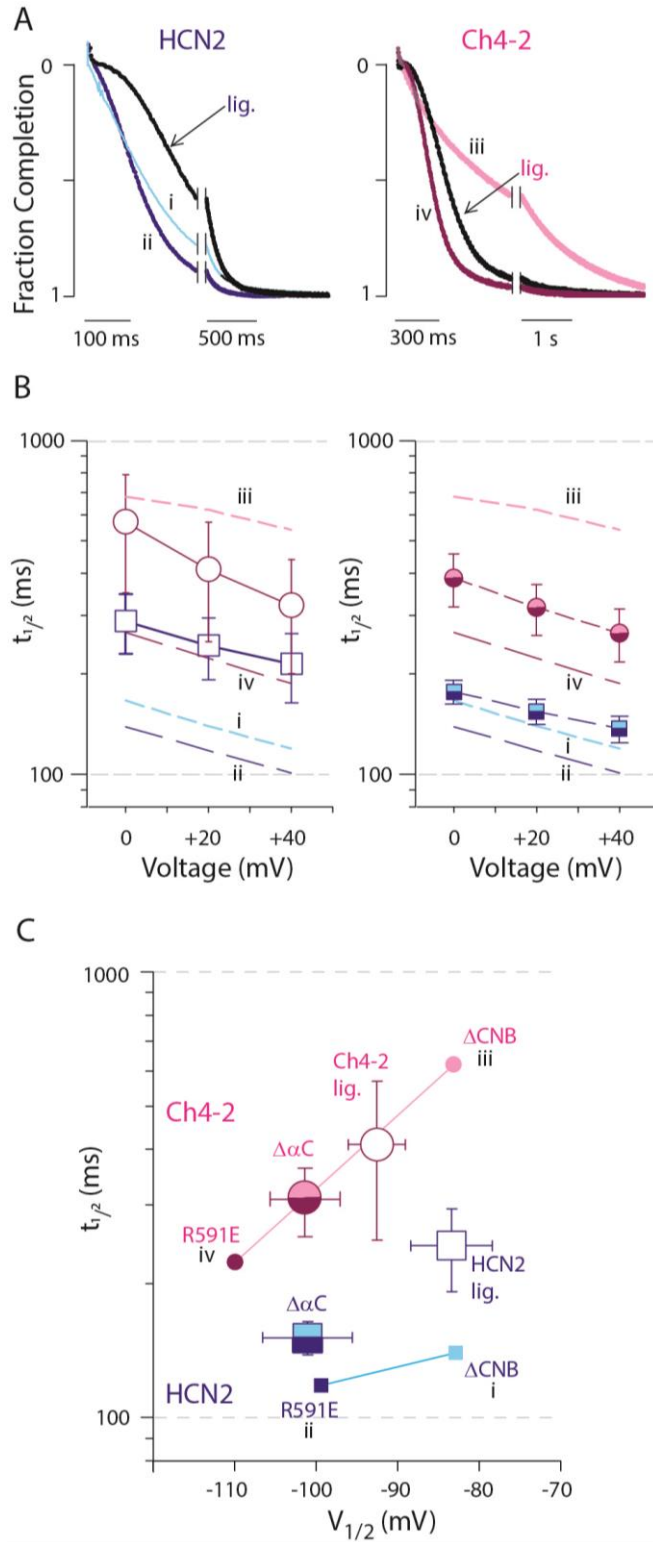 A
HCN2
Ch4-2
0
lig.
iii
lig.
i
iv
ii
Fraction Completion
1
100 ms
500 ms
300 ms
1 s
B
1000
iii
iii
t1/2 (ms)
t1/2 (ms)
iv
iv
i
i
100
ii
ii
0
+20
+40
0
+20
+40
Voltage (mV)
Voltage (mV)
C
1000
ΔCNB
iii
Ch4-2
lig.
Ch4-2
ΔαC
t1/2 (ms)
R591E
iv
HCN2
lig.
ΔαC
ΔCNB
i
HCN2
R591E
ii
100
-110
-100
-90
-80
-70
V1/2 (mV)